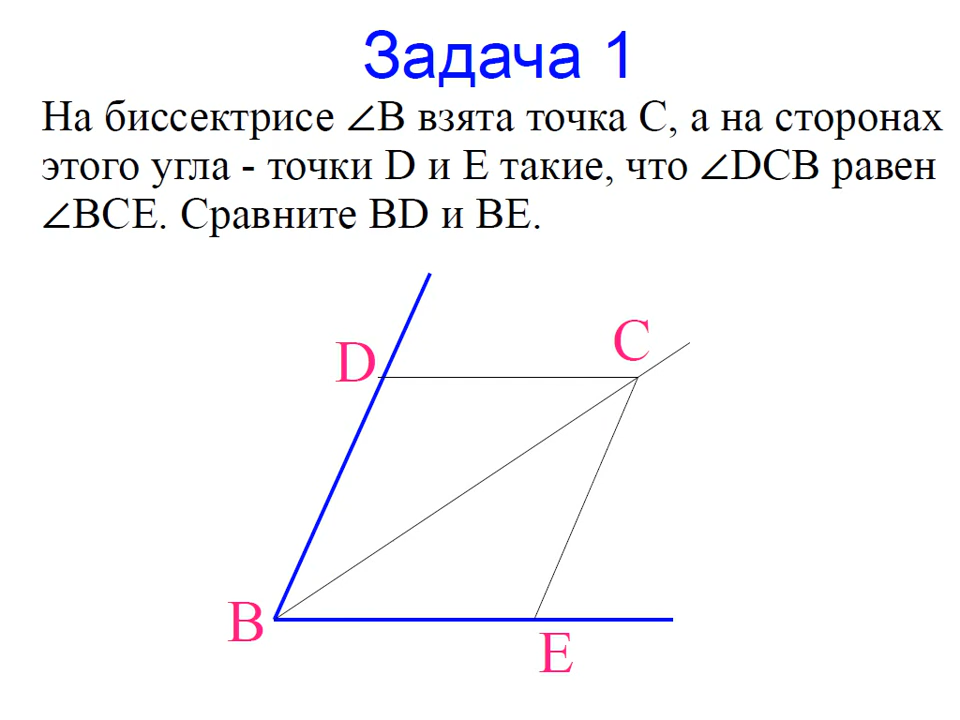 Задача 1
На биссектрисе ∠B взята точка C, а на сторонах
этого угла - точки D и E такие, что ∠DCB равен
∠BCE. Сравните BD и BE.
C
D
B
E